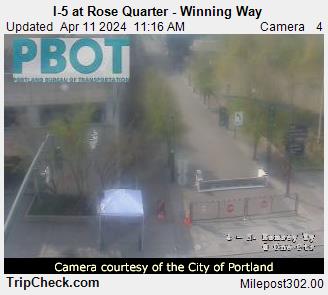 I-5 at Rose Quarter - Winning Way
Updated Apr 11 2024 11:16 AM Camera 4
PBOT
PORTLAND BUREAU OF TRANSPORTATION
Camera courtesy of the City of Portland
TripCheck.com
Milepost302.00